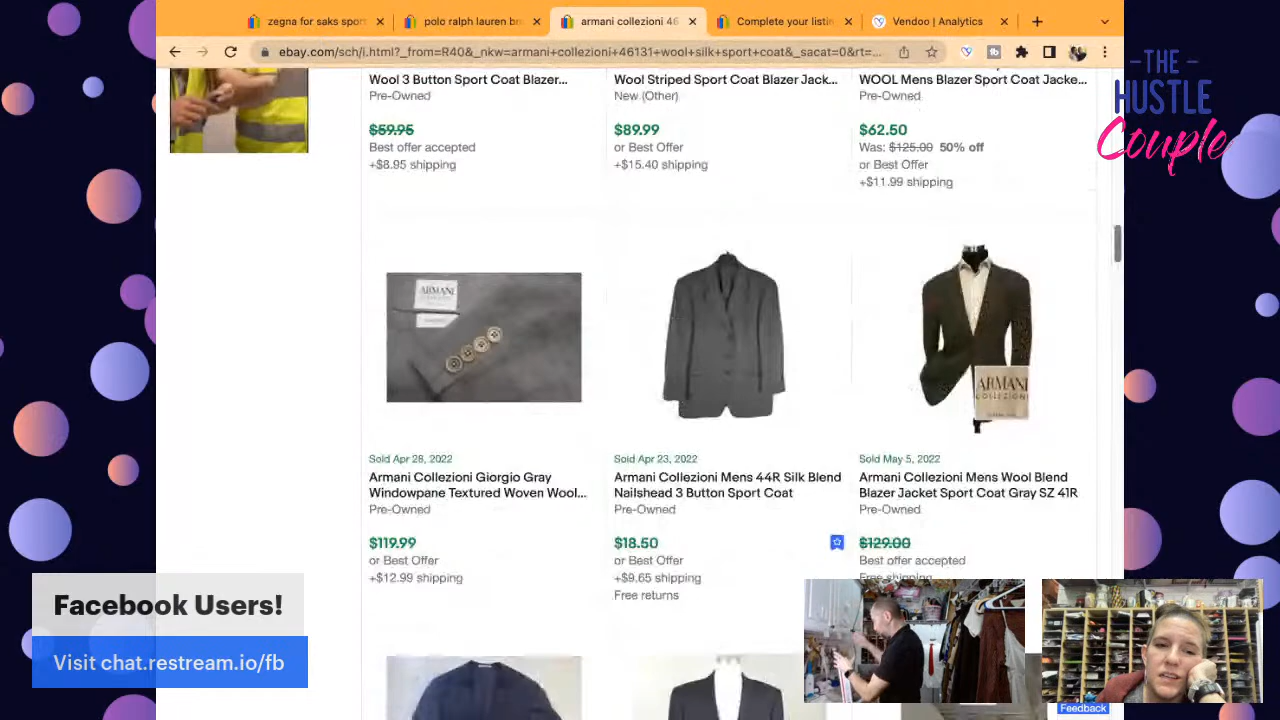 zegna for saks sport
polo ralph lauren br
armani collezioni 46
Complete your listin
Vendoo | Analytics
ebay.com/sch/i.html?_from=R40&_nkw=armani+collezioni+46131+wool+silk+sport+coat&_sacat=0&rt=...
THE
HUSTLE
Couple
Wool 3 Button Sport Coat Blazer...
Pre-Owned
$59.95
Best offer accepted
+$8.95 shipping
Wool Striped Sport Coat Blazer Jack...
New (Other)
$89.99
or Best Offer
+$15.40 shipping
WOOL Mens Blazer Sport Coat Jacke...
Pre-Owned
$62.50
Was: $125.00 50% off
or Best Offer
+$11.99 shipping
ARMANI
ARMANI
COLLEZIONI
Sold Apr 28, 2022
Armani Collezioni Giorgio Gray
Windowpane Textured Woven Wool...
Pre-Owned
$119.99
or Best Offer
+$12.99 shipping
Sold Apr 23, 2022
Armani Collezioni Mens 44R Silk Blend
Nailshead 3 Button Sport Coat
Pre-Owned
$18.50
or Best Offer
+$9.65 shipping
Free returns
Sold May 5, 2022
Armani Collezioni Mens Wool Blend
Blazer Jacket Sport Coat Gray SZ 41R
Pre-Owned
$129.00
Best offer accepted
Free shipping
Facebook Users!
Visit chat.restream.io/fb
Feedback